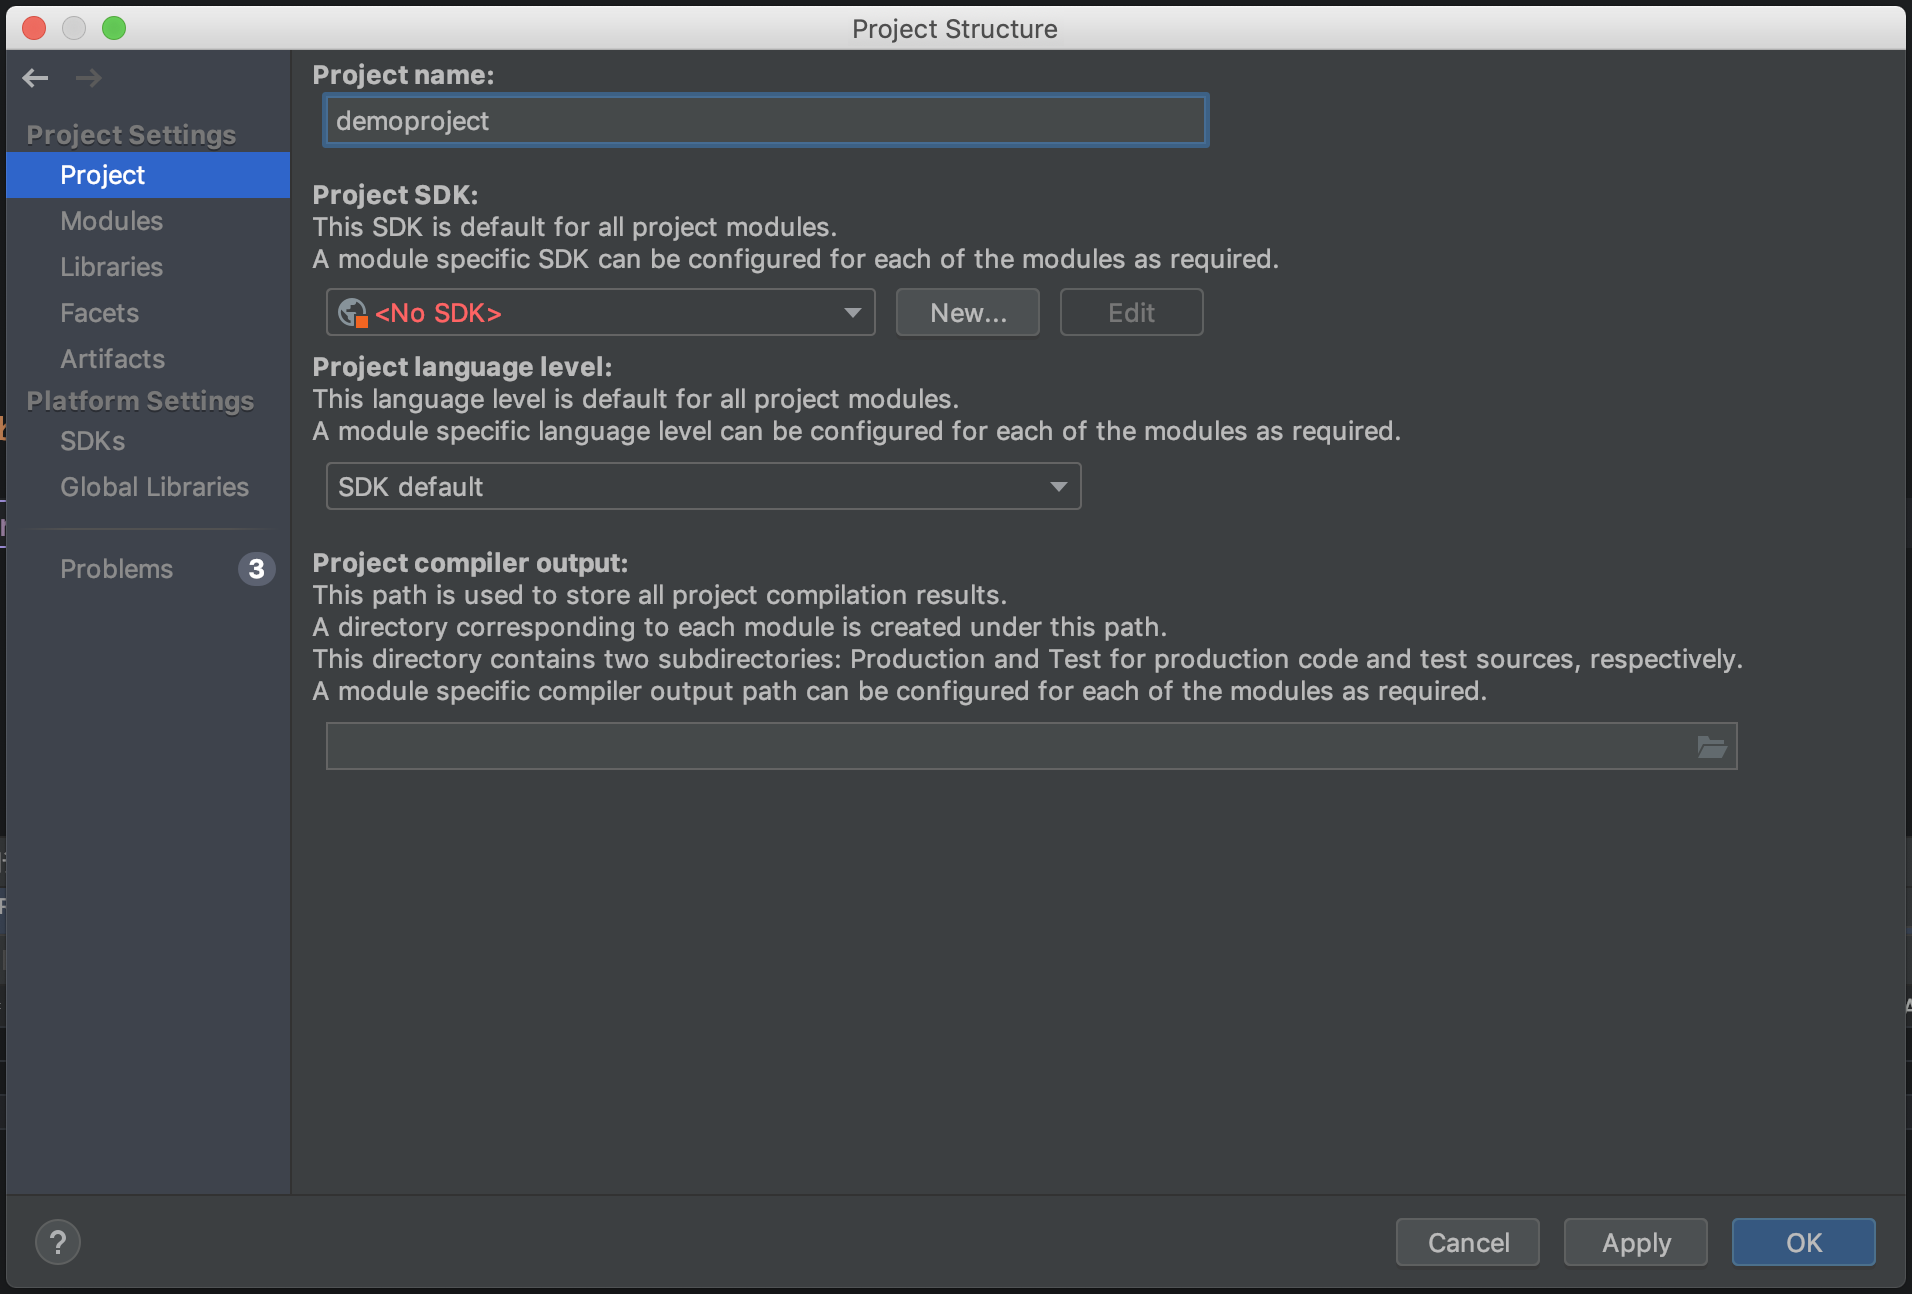 Project Structure
Project Settings
Project
Modules
Libraries
Facets
Artifacts
Platform Settings
SDKs
Global Libraries
Problems 3
Project name:
demoproject
Project SDK:
This SDK is default for all project modules.
A module specific SDK can be configured for each of the modules as required.
<No SDK> New... Edit
Project language level:
This language level is default for all project modules.
A module specific language level can be configured for each of the modules as required.
SDK default
Project compiler output:
This path is used to store all project compilation results.
A directory corresponding to each module is created under this path.
This directory contains two subdirectories: Production and Test for production code and test sources, respectively.
A module specific compiler output path can be configured for each of the modules as required.
? Cancel Apply OK